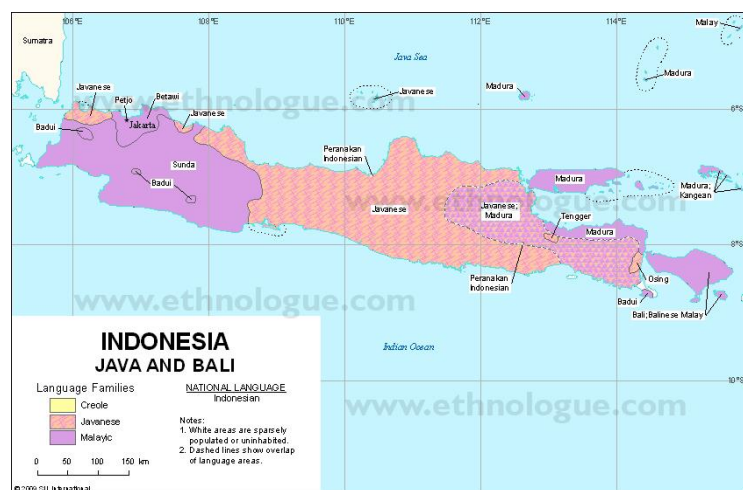 106°E
108°E
110°E
112°E
114°E
Sumatra
Malay
Java Sea
Madura
Javanese
Madura
Javanese
Petjo
Betawi
www.ethnologue.com
6°S
Jakarta
Javanese
Badui
Peranakan
Indonesian
Sunda
Madura
Badui
www.ethnologue.com
Madura;
Kangean
Javanese
Javanese;
Madura
Tengger
Madura
8°S
Osing
Peranakan
Indonesian
Badui
Bali;Balinese Malay
www.ethnologue.com
INDONESIA
JAVA AND BALI
Indian Ocean
Language Families
Creole
Javanese
Malayic
NATIONAL LANGUAGE
Indonesian
Notes:
1. White areas are sparsely
populated or uninhabited.
2. Dashed lines show overlap
of language areas.
10°S
www.ethnologue.com
0 50 100 150 km
© 2009 SIL International